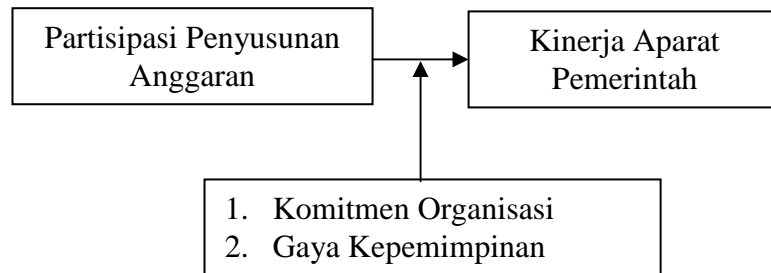 Partisipasi Penyusunan
Anggaran
Kinerja Aparat
Pemerintah
1. Komitmen Organisasi
2. Gaya Kepemimpinan